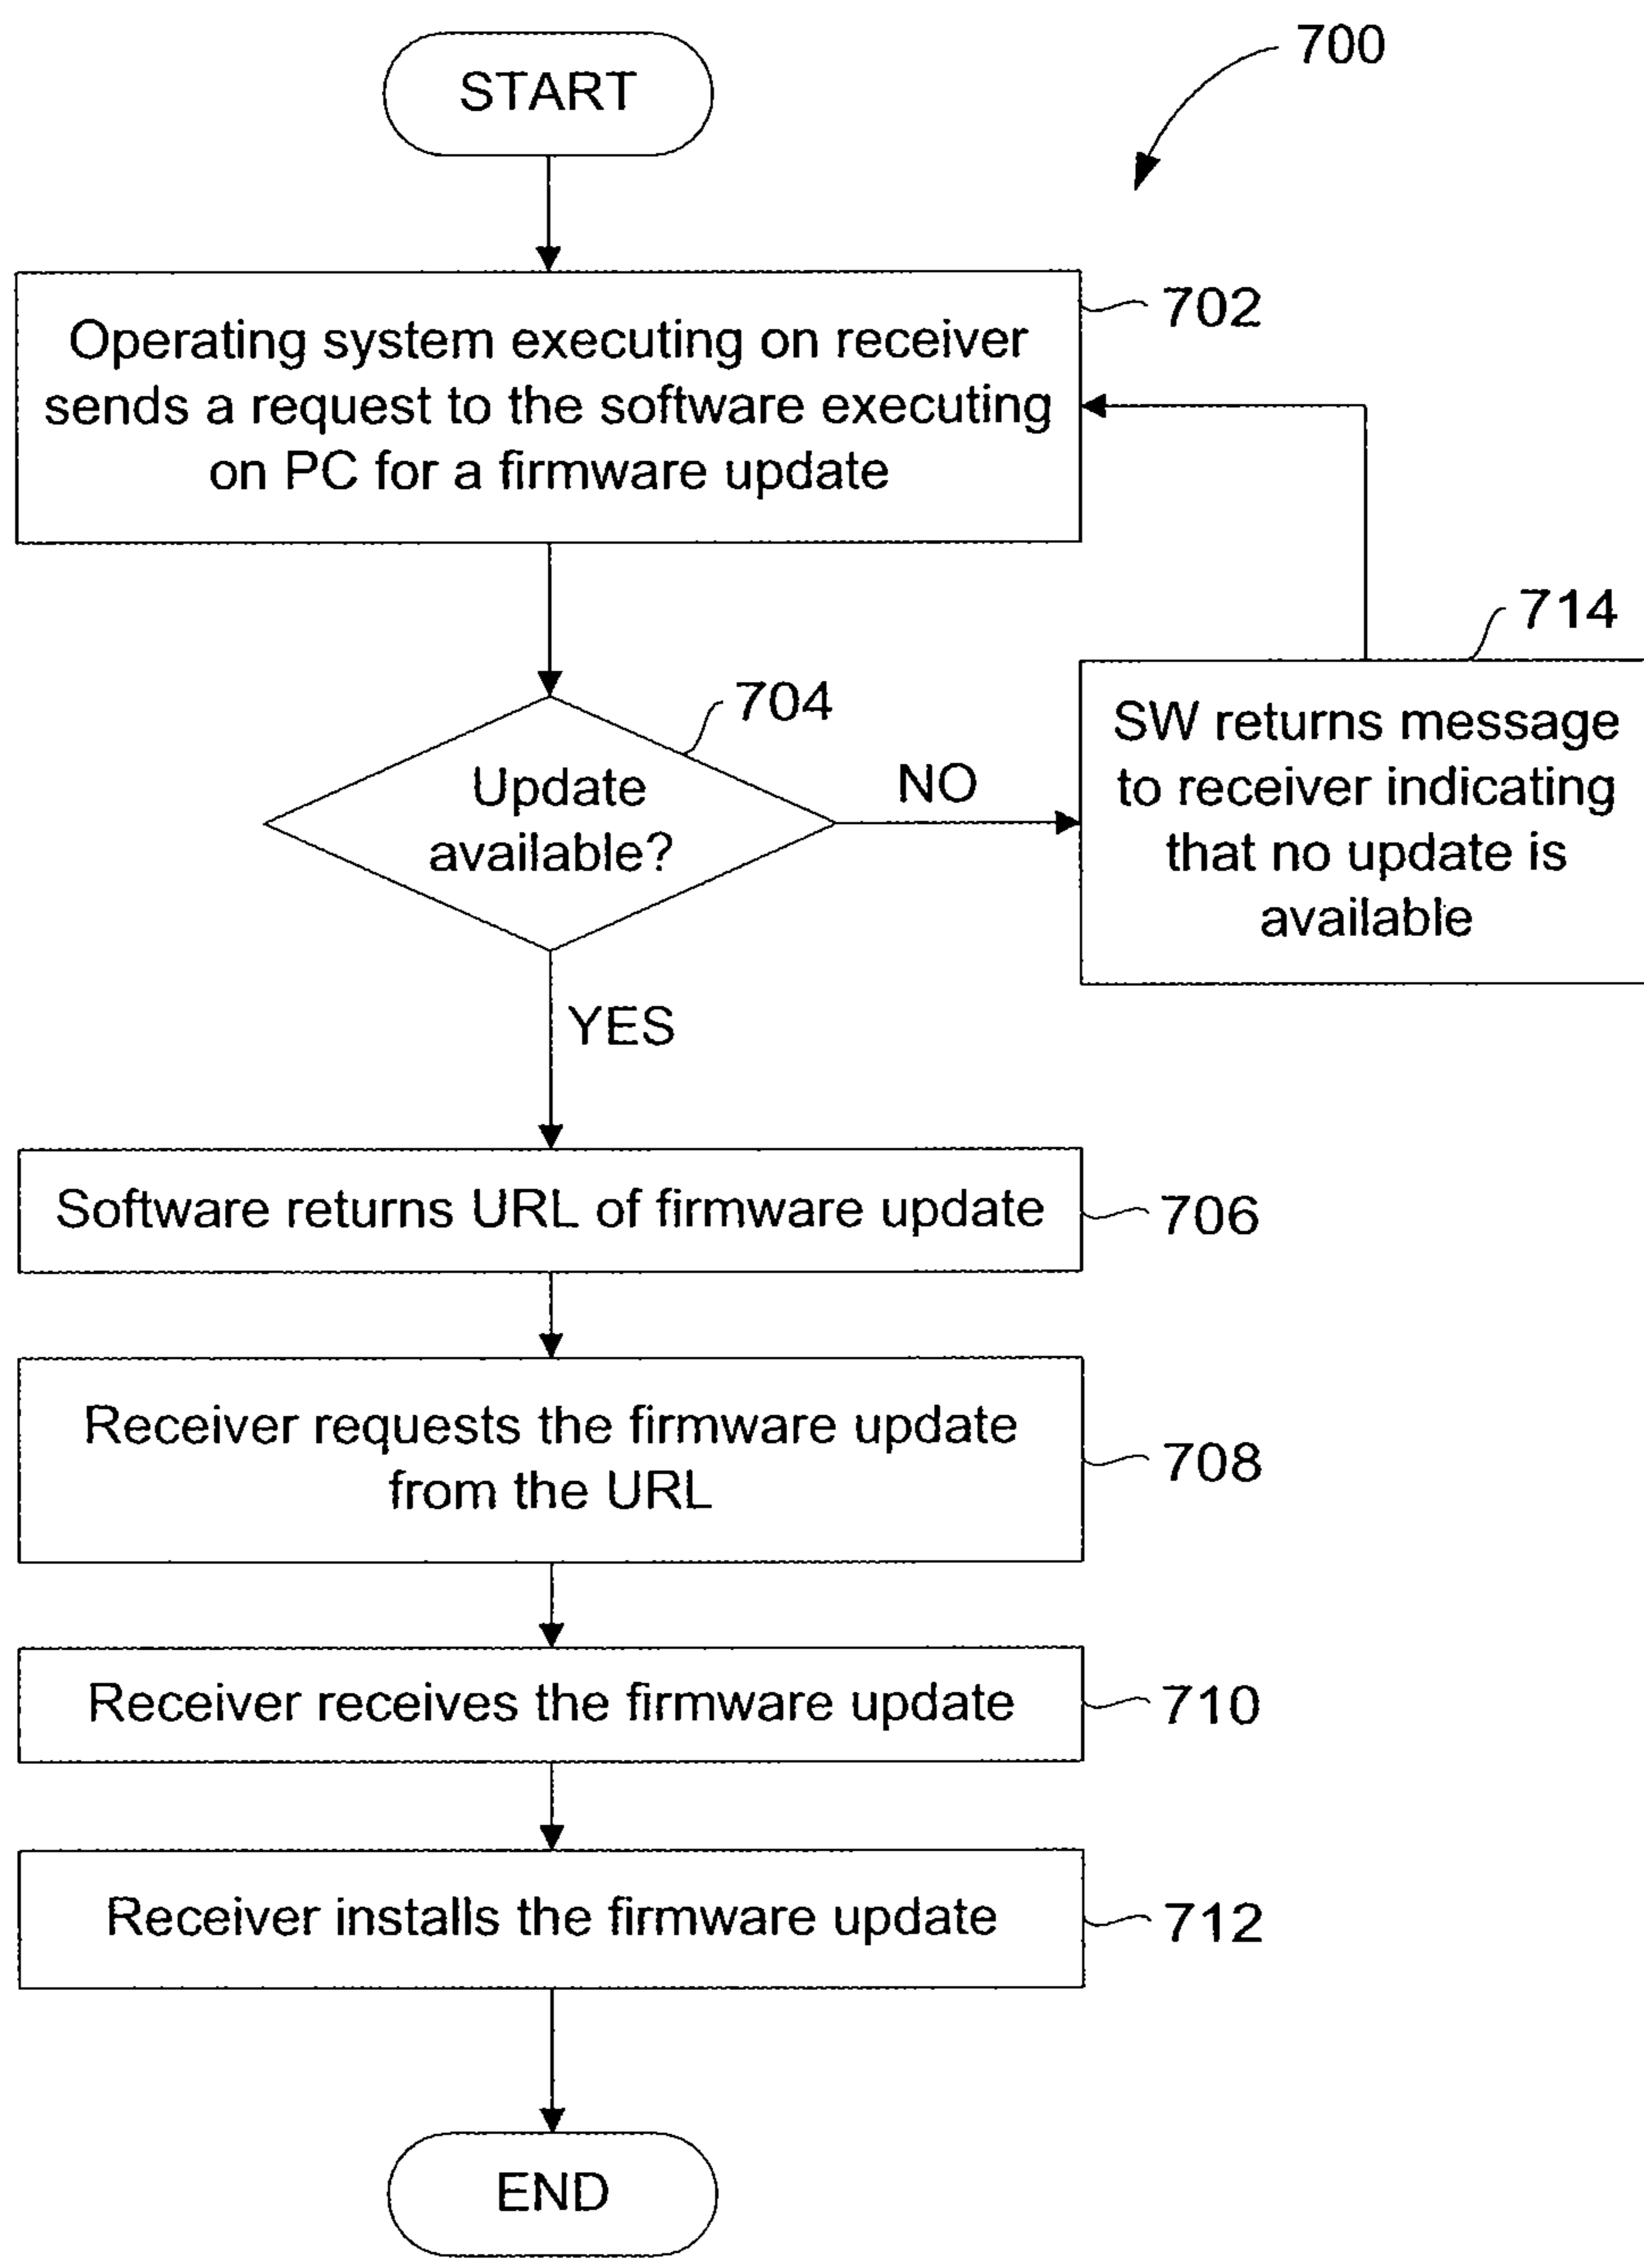 700
START
702
Operating system executing on receiver
sends a request to the software executing
on PC for a firmware update
714
704
SW returns message
to receiver indicating
that no update is
available
NO
Update
available?
YES
Software returns URL of firmware update
706
Receiver requests the firmware update
from the URL
708
Receiver receives the firmware update
710
Receiver installs the firmware update
712
END